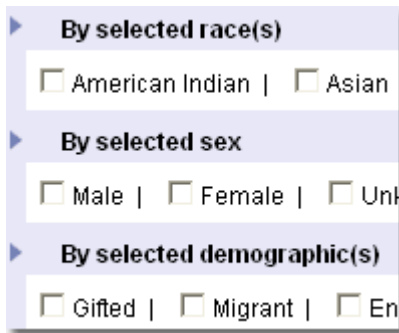 By selected race(s)
American Indian | Asian
By selected sex
Male | Female |
By selected demographic(s)
Gifted | Migrant |